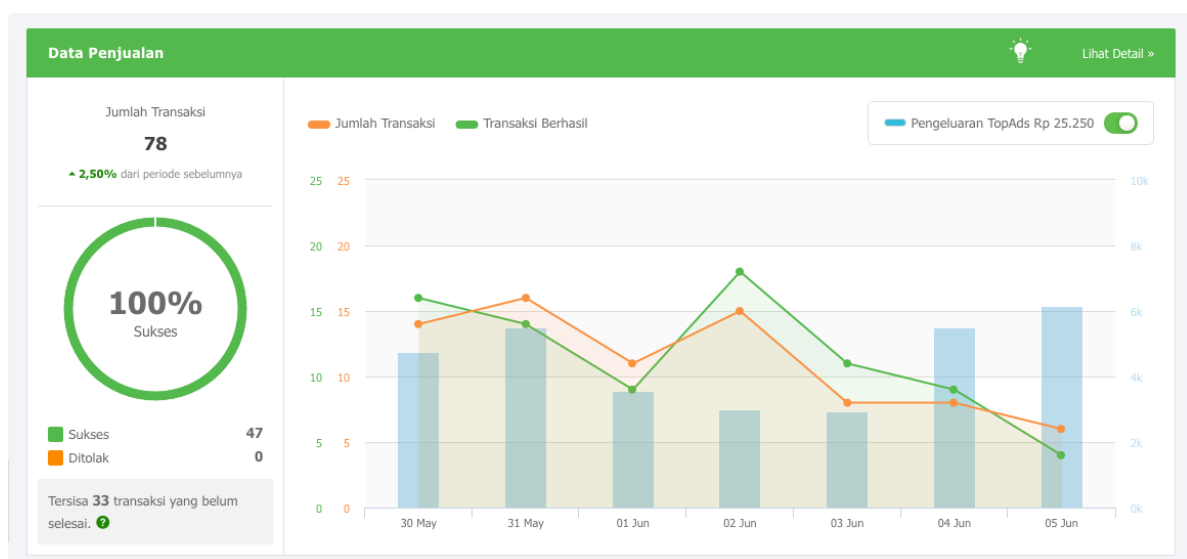 Data Penjualan
Lihat Detail »
Jumlah Transaksi
78
2,50% dari periode sebelumnya
100%
Sukses
Sukses 47
Ditolak 0
Tersisa 33 transaksi yang belum
selesai. ?
Jumlah Transaksi Transaksi Berhasil
Pengeluaran TopAds Rp 25.250
25 25 10k
20 20 8k
15 15 6k
10 10 4k
5 5 2k
0 0 0k
30 May 31 May 01 Jun 02 Jun 03 Jun 04 Jun 05 Jun